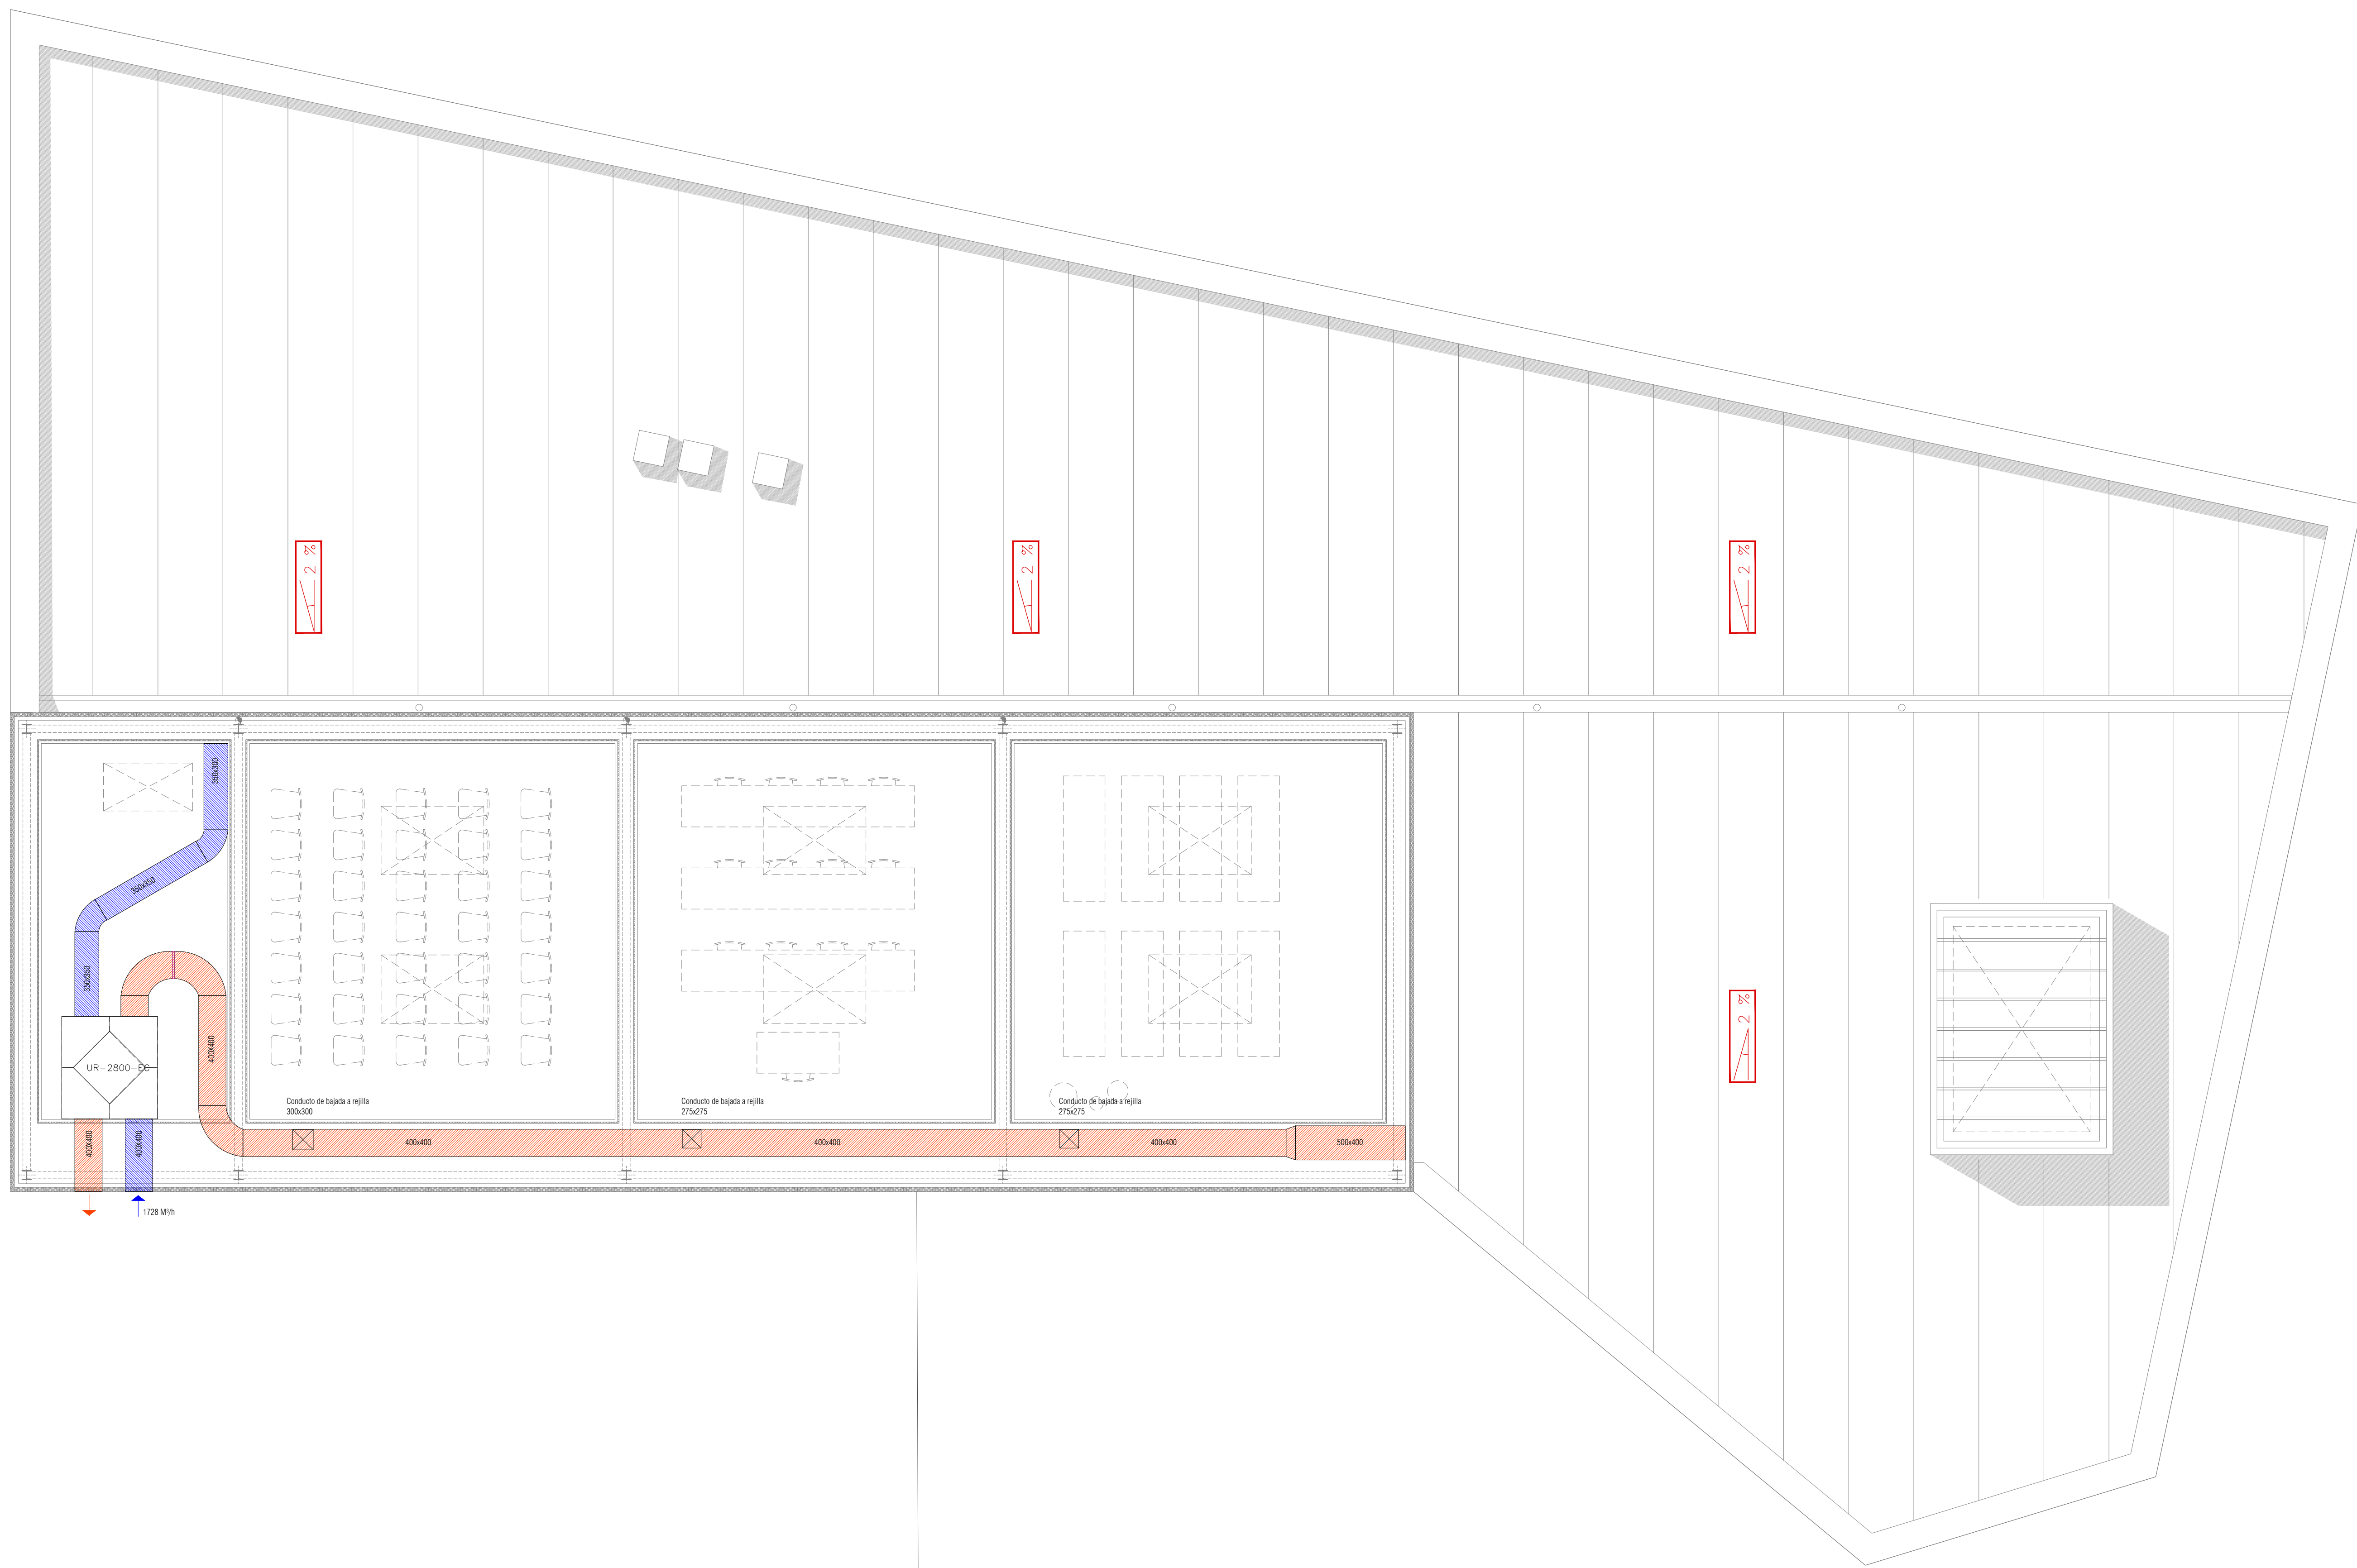 2 %
2 %
2 %
350x300
350x350
350x350
2 %
400X400
UR-2800-EC
Conducto de bajada a rejilla
300x300
Conducto de bajada a rejilla
275x275
Conducto de bajada a rejilla
275x275
400X400
400X400
400x400
400x400
400x400
500x400
1728 M³/h